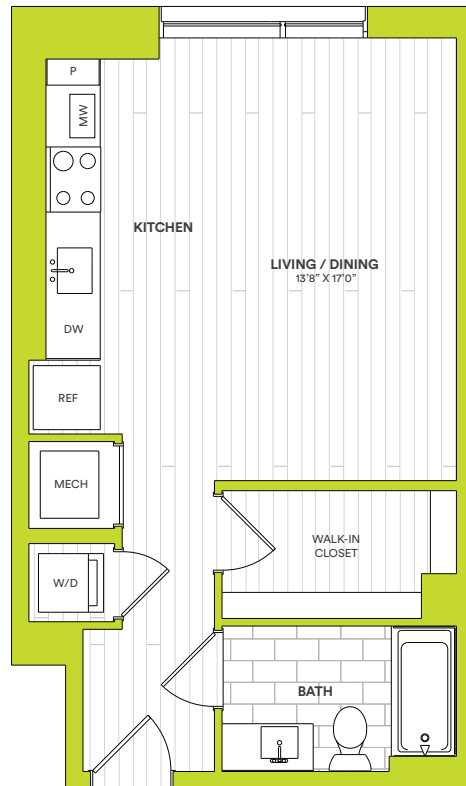 P
MW
KITCHEN
LIVING / DINING
13'8" X 17'0"
DW
REF
MECH
WALK-IN
CLOSET
W/D
BATH